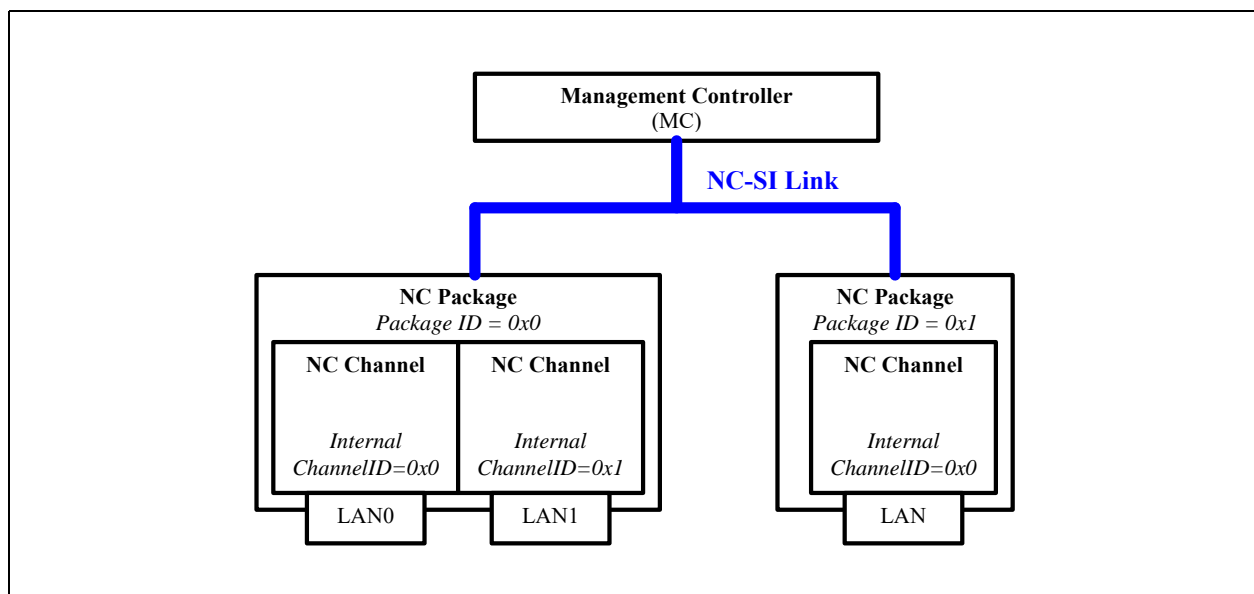 Management Controller
(MC)
NC-SI Link
NC Package
Package ID = 0x0
NC Channel
Internal
ChannelID=0x0
LAN0
NC Channel
Internal
ChannelID=0x1
LAN1
NC Package
Package ID = 0x1
NC Channel
Internal
ChannelID=0x0
LAN